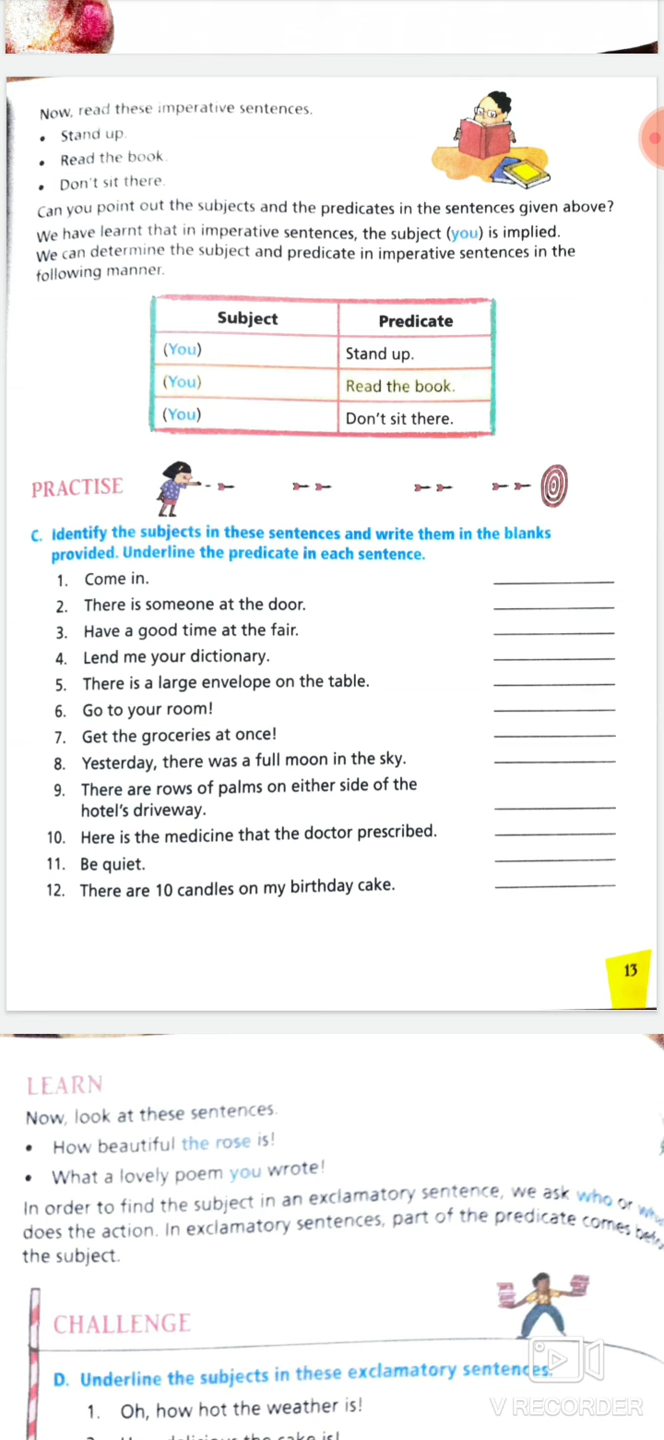 Now, read these imperative sentences.
• Stand up.
• Read the book.
• Don't sit there.
Can you point out the subjects and the predicates in the sentences given above?
We have learnt that in imperative sentences, the subject (you) is implied.
We can determine the subject and predicate in imperative sentences in the
following manner.
Subject Predicate
(You) Stand up.
(You) Read the book.
(You) Don't sit there.
PRACTISE
C. Identify the subjects in these sentences and write them in the blanks
provided. Underline the predicate in each sentence.
1. Come in.
2. There is someone at the door.
3. Have a good time at the fair.
4. Lend me your dictionary.
5. There is a large envelope on the table.
6. Go to your room!
7. Get the groceries at once!
8. Yesterday, there was a full moon in the sky.
9. There are rows of palms on either side of the
hotel's driveway.
10. Here is the medicine that the doctor prescribed.
11. Be quiet.
12. There are 10 candles on my birthday cake.
13
LEARN
Now, look at these sentences.
• How beautiful the rose is!
• What a lovely poem you wrote!
In order to find the subject in an exclamatory sentence, we ask who or
does the action. In exclamatory sentences, part of the predicate comes
the subject.
CHALLENGE
D. Underline the subjects in these exclamatory sentences.
1. Oh, how hot the weather is!
V RECORDER